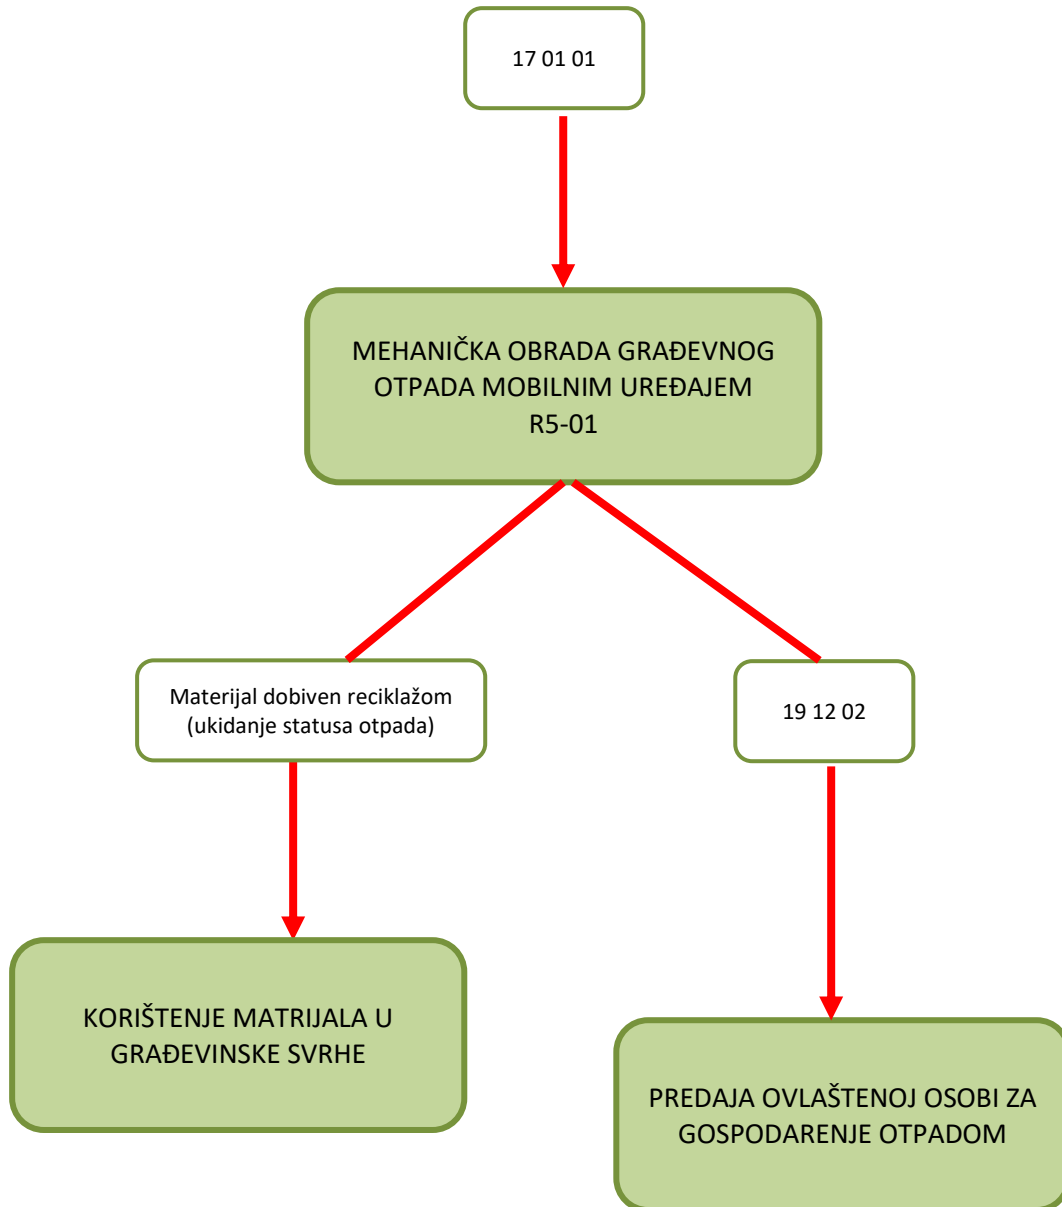 17 01 01
MEHANIČKA OBRADA GRAĐEVNOG
OTPADA MOBILNIM UREĐAJEM
R5-01
Materijal dobiven reciklažom
(ukidanje statusa otpada)
19 12 02
KORIŠTENJE MATRIJALA U
GRAĐEVINSKE SVRHE
PREDAJA OVLAŠTENOJ OSOBI ZA
GOSPODARENJE OTPADOM